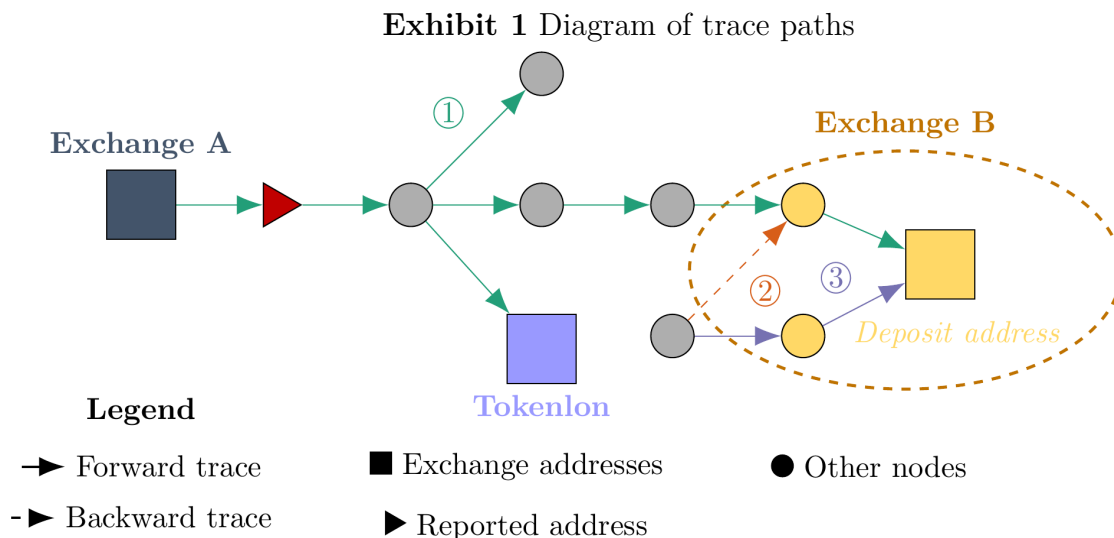 Exhibit 1 Diagram of trace paths
①
Exchange A
Exchange B
②
③
Deposit address
Tokenlon
Legend
Forward trace
Exchange addresses
Other nodes
Backward trace
Reported address